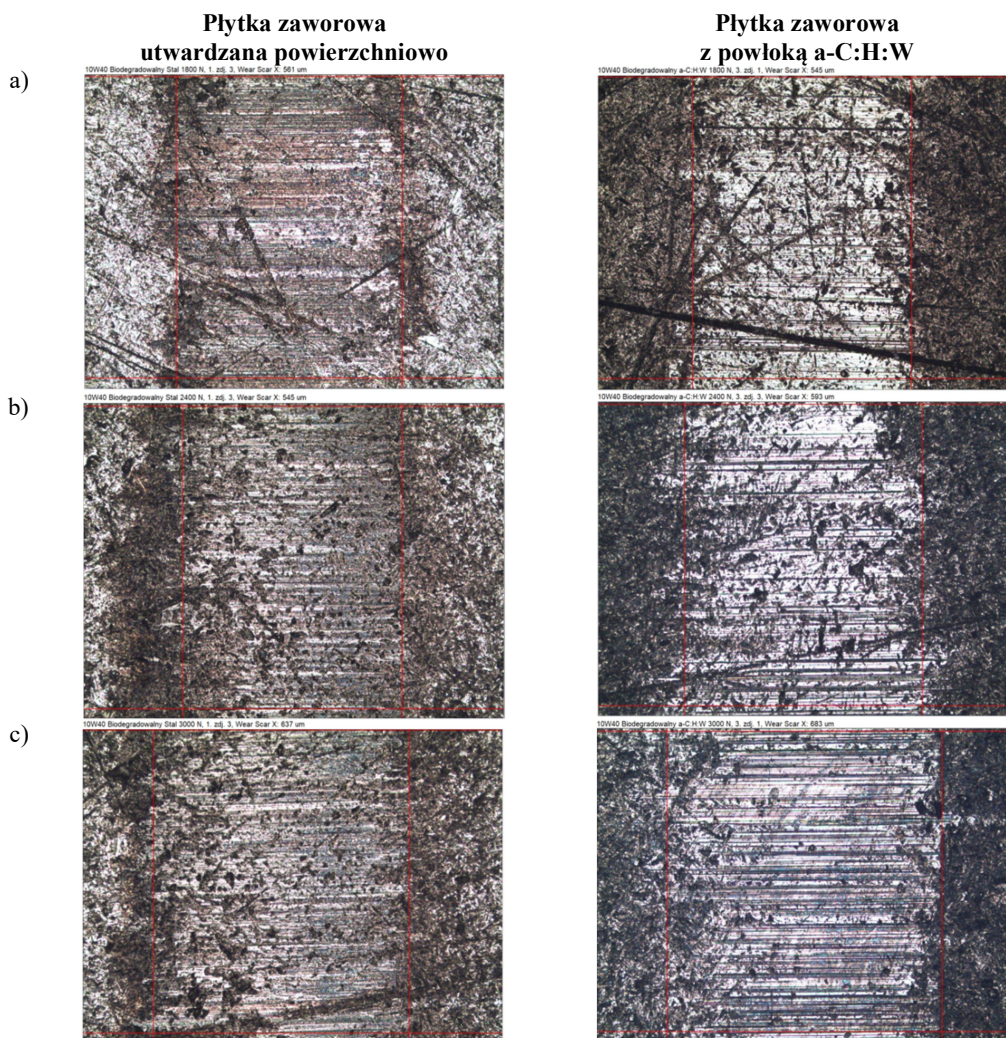 Płytka zaworowa
utwardzana powierzchniowo
Płytka zaworowa
z powłoką a-C:H:W
a)
10W40 Biodegradowalny Stal 1800 N, 1. zdj. 3, Wear Scar X: 561 um
10W40 Biodegradowalny a-C:H:W 1800 N, 3. zdj. 1, Wear Scar X: 545 um
b)
10W40 Biodegradowalny Stal 2400 N, 1. zdj. 3, Wear Scar X: 545 um
10W40 Biodegradowalny a-C:H:W 2400 N, 3. zdj. 3, Wear Scar X: 593 um
c)
10W40 Biodegradowalny Stal 3000 N, 1. zdj. 3, Wear Scar X: 637 um
10W40 Biodegradowalny a-C:H:W 3000 N, 3. zdj. 1, Wear Scar X: 683 um